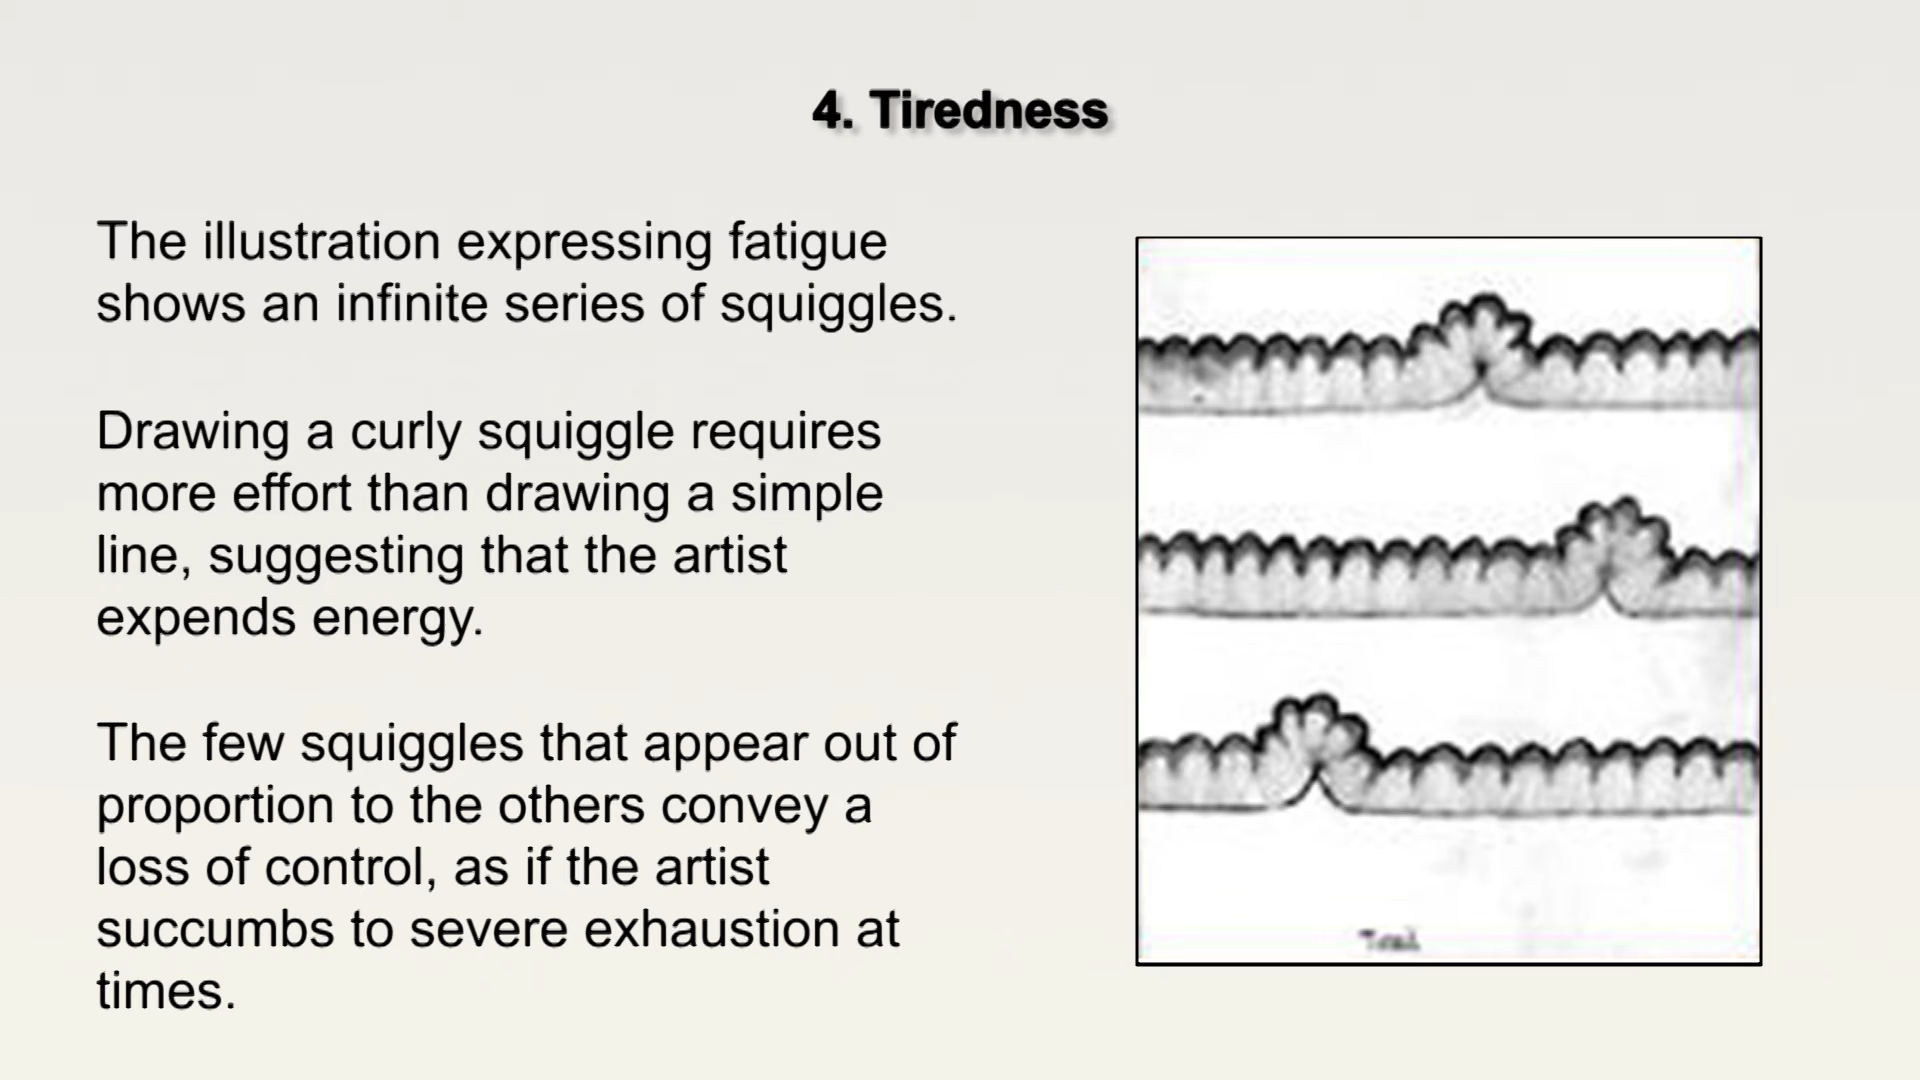 4. Tiredness
The illustration expressing fatigue
shows an infinite series of squiggles.
Drawing a curly squiggle requires
more effort than drawing a simple
line, suggesting that the artist
expends energy.
The few squiggles that appear out of
proportion to the others convey a
loss of control, as if the artist
succumbs to severe exhaustion at
times.